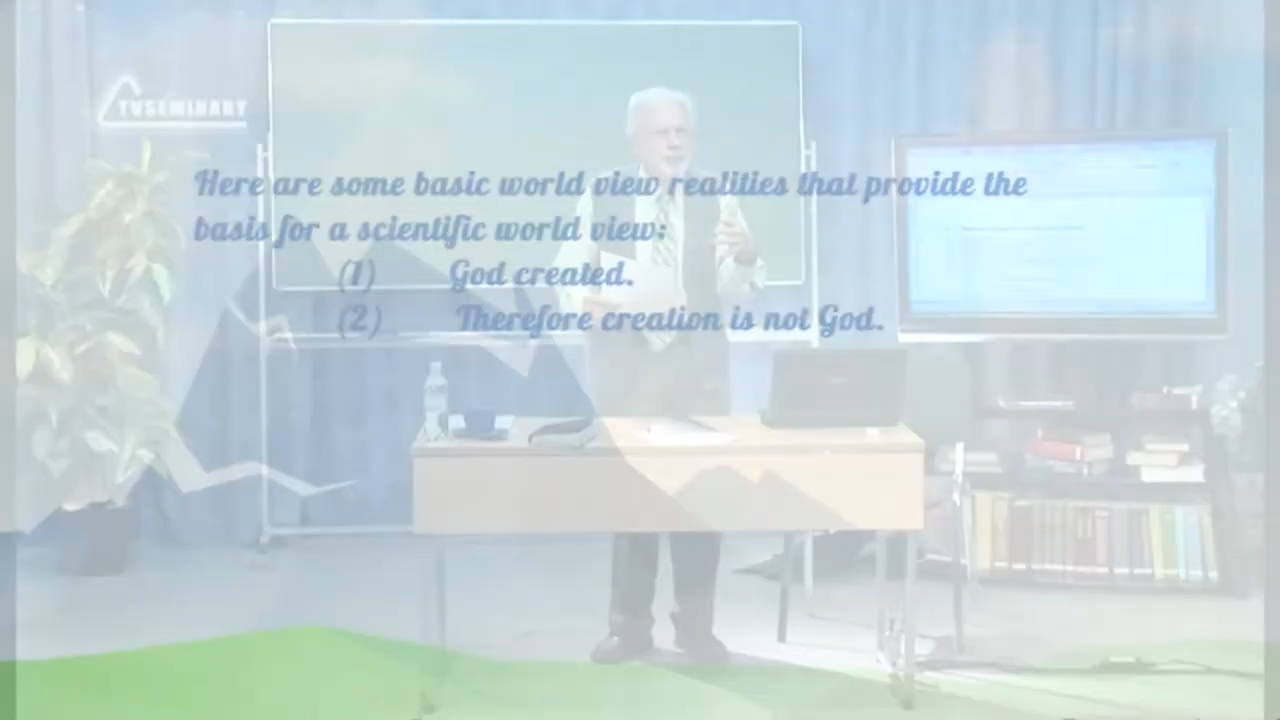 TUSEMINARY
Here are some basic world view realities that provide the
basis for a scientific world view:
(1) God created.
(2) Therefore creation is not God.